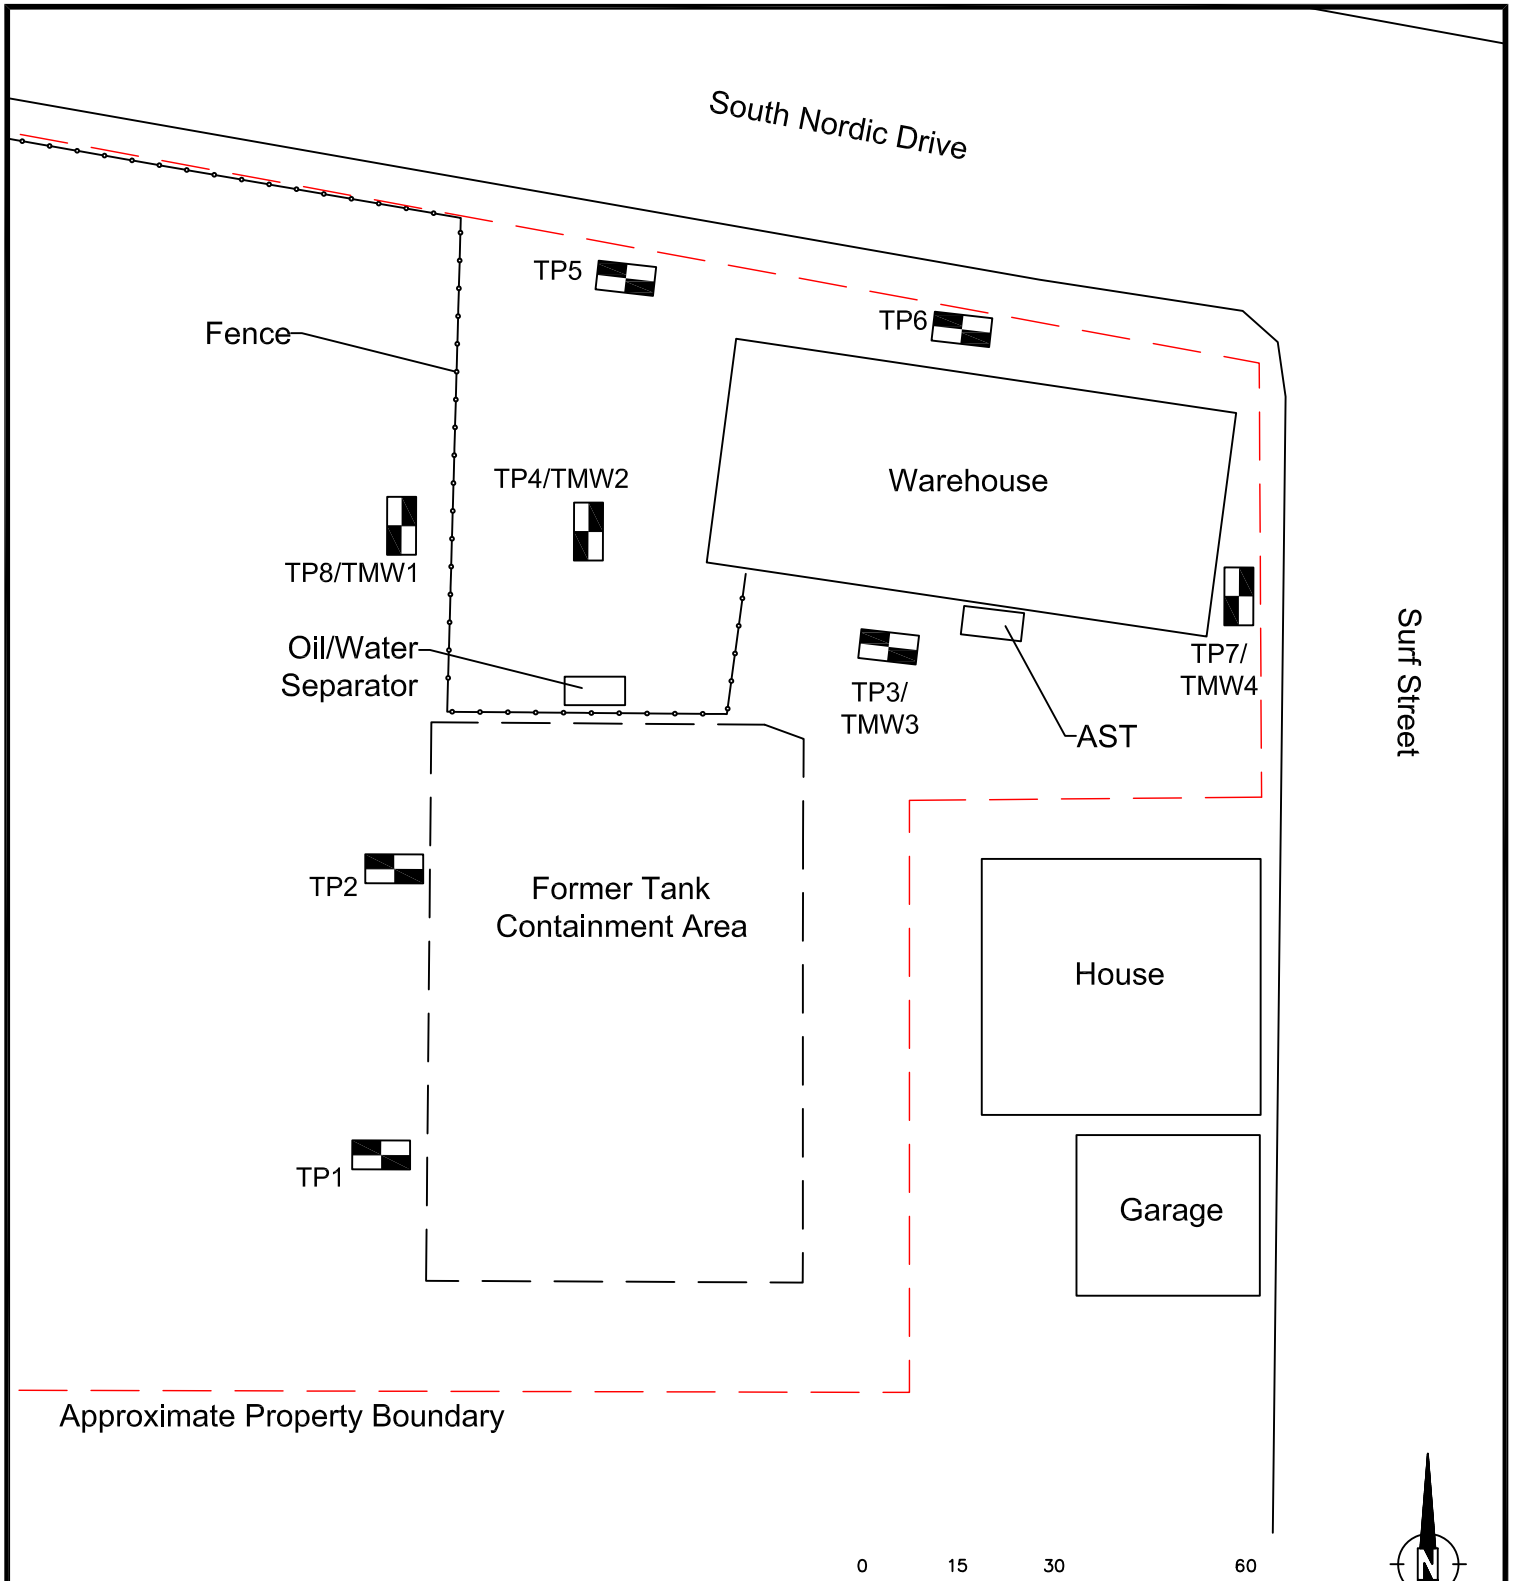 South Nordic Drive
TP5
TP6
Fence
TP4/TMW2
Warehouse
TP8/TMW1
Oil/Water
Separator
TP3/
TMW3
TP7/
TMW4
AST
Surf Street
TP2
Former Tank
Containment Area
House
TP1
Garage
Approximate Property Boundary
0 15 30 60
N